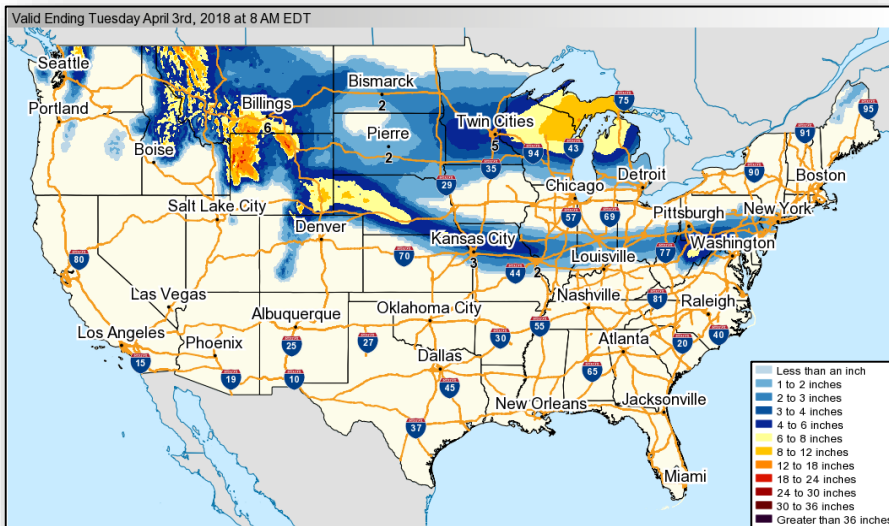 Valid Ending Tuesday April 3rd, 2018 at 8 AM EDT
Seattle
Portland
Boise
Billings
6
Bismarck
2
Pierre
2
Twin Cities
5
75
95
91
94
43
35
29
90
Boston
Chicago
Detroit
Salt Lake City
57
69
Pittsburgh
New York
Denver
Kansas City
3
70
44
2
Louisville
77
Washington
80
Las Vegas
Nashville
81
Raleigh
Albuquerque
Oklahoma City
55
40
Los Angeles
Phoenix
25
27
30
Atlanta
20
15
19
10
Dallas
45
65
37
New Orleans
Jacksonville
Miami
Less than an inch
1 to 2 inches
2 to 3 inches
3 to 4 inches
4 to 6 inches
6 to 8 inches
8 to 12 inches
12 to 18 inches
18 to 24 inches
24 to 30 inches
30 to 36 inches
Greater than 36 inches